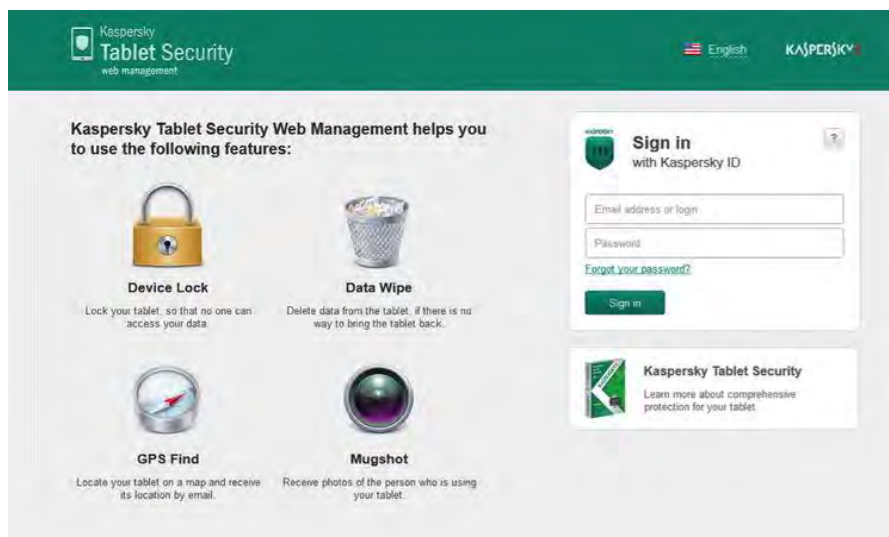 Kaspersky
Tablet Security
web management
English
KASPERSKY
Kaspersky Tablet Security Web Management helps you
to use the following features:
Device Lock
Lock your tablet, so that no one can
access your data.
Data Wipe
Delete data from the tablet, if there is no
way to bring the tablet back.
GPS Find
Locate your tablet on a map and receive
its location by email.
Mugshot
Receive photos of the person who is using
your tablet.
KASPERSKY
Sign in
with Kaspersky ID
?
Email address or login
Password
Forgot your password?
Sign in
Kaspersky Tablet Security
Learn more about comprehensive
protection for your tablet.